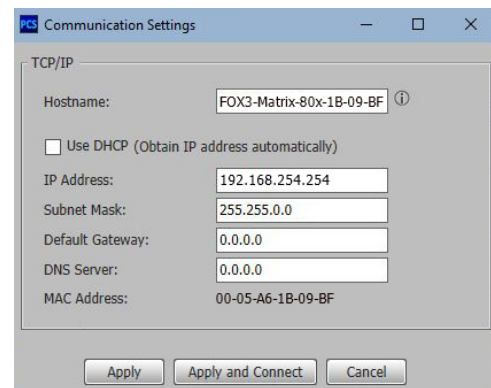 PCS Communication Settings
TCP/IP
Hostname: FOX3-Matrix-80x-1B-09-BF
Use DHCP (Obtain IP address automatically)
IP Address: 192.168.254.254
Subnet Mask: 255.255.0.0
Default Gateway: 0.0.0.0
DNS Server: 0.0.0.0
MAC Address: 00-05-A6-1B-09-BF
Apply Apply and Connect Cancel